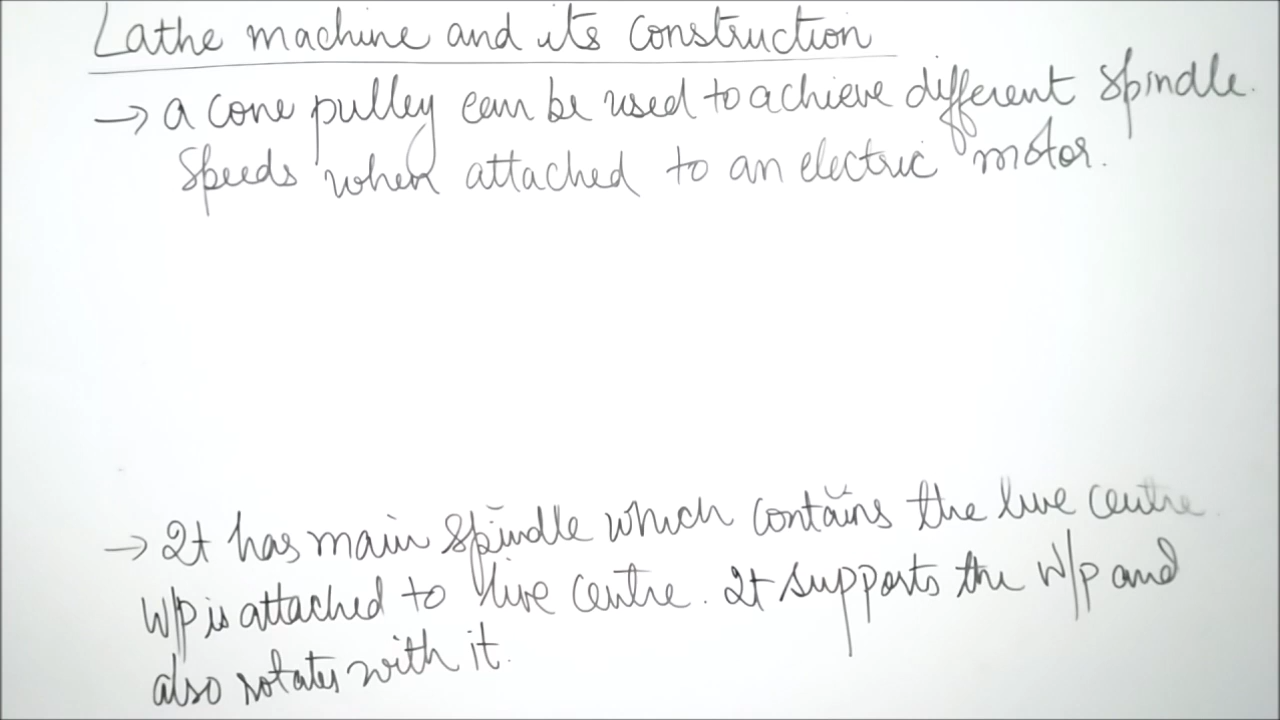 Lathe machine and its construction
→ a cone pulley can be used to achieve different spindle.
speeds when attached to an electric motor.
→ It has main spindle which contains the live centre.
W/P is attached to live centre. It supports the W/P and
also rotates with it.